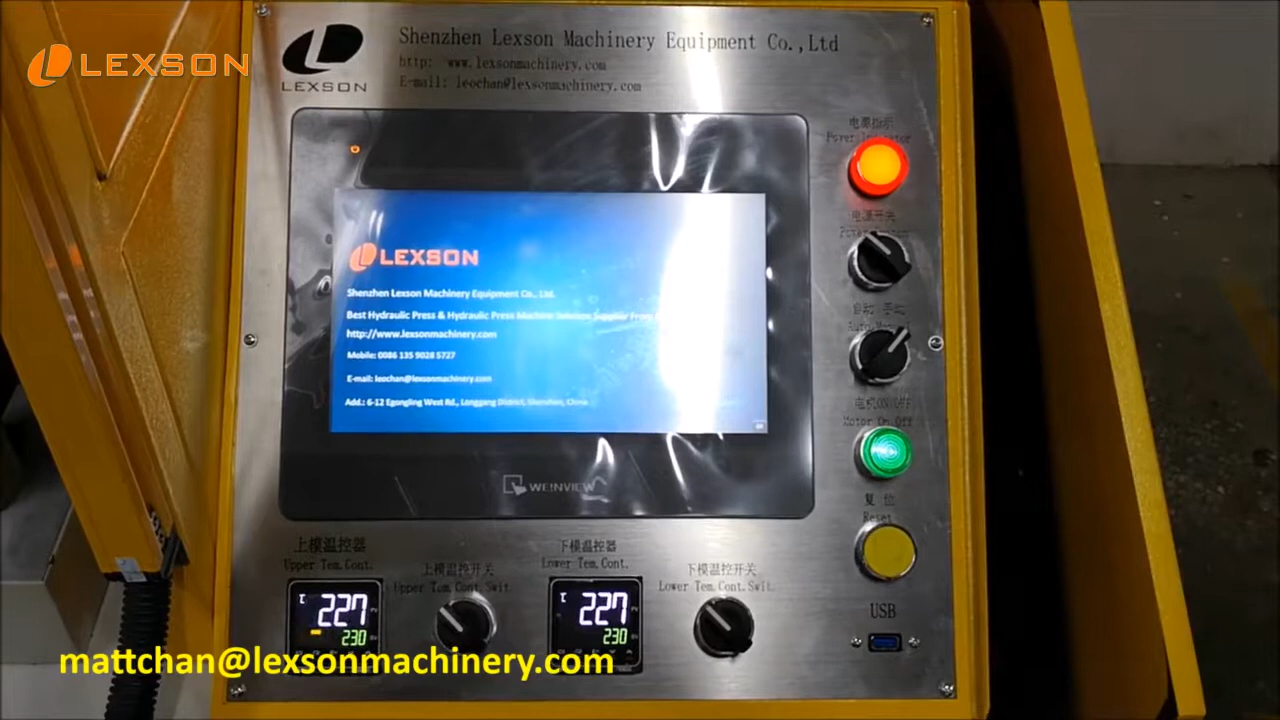 LEXSON
LEXSON
Shenzhen Lexson Machinery Equipment Co.,Ltd
http: www.lexsonmachinery.com
E-mail: leochan@lexsonmachinery.com
LEXSON
Shenzhen Lexson Machinery Equipment Co., Ltd.
Best Hydraulic Press & Hydraulic Press Machine Solution Supplier From
http://www.lexsonmachinery.com
Mobile: 0086 135 9028 5727
E-mail: leochan@lexsonmachinery.com
Add.: 6-12 Egongling West Rd., Longgang District, Shenzhen, China
WEINVIEW
电源指示
Power Indicator
电源开关
自动 手动
Auto
电机ON/OFF
Motor On Off
复位
Reset
USB
上模温控器
Upper Tem.Cont.
上模温控开关
Upper Tem.Cont.Swit.
下模温控器
Lower Tem.Cont.
下模温控开关
Lower Tem.Cont.Swit.
℃ 227 PV
230 SV
℃ 227 PV
230 SV
mattchan@lexsonmachinery.com